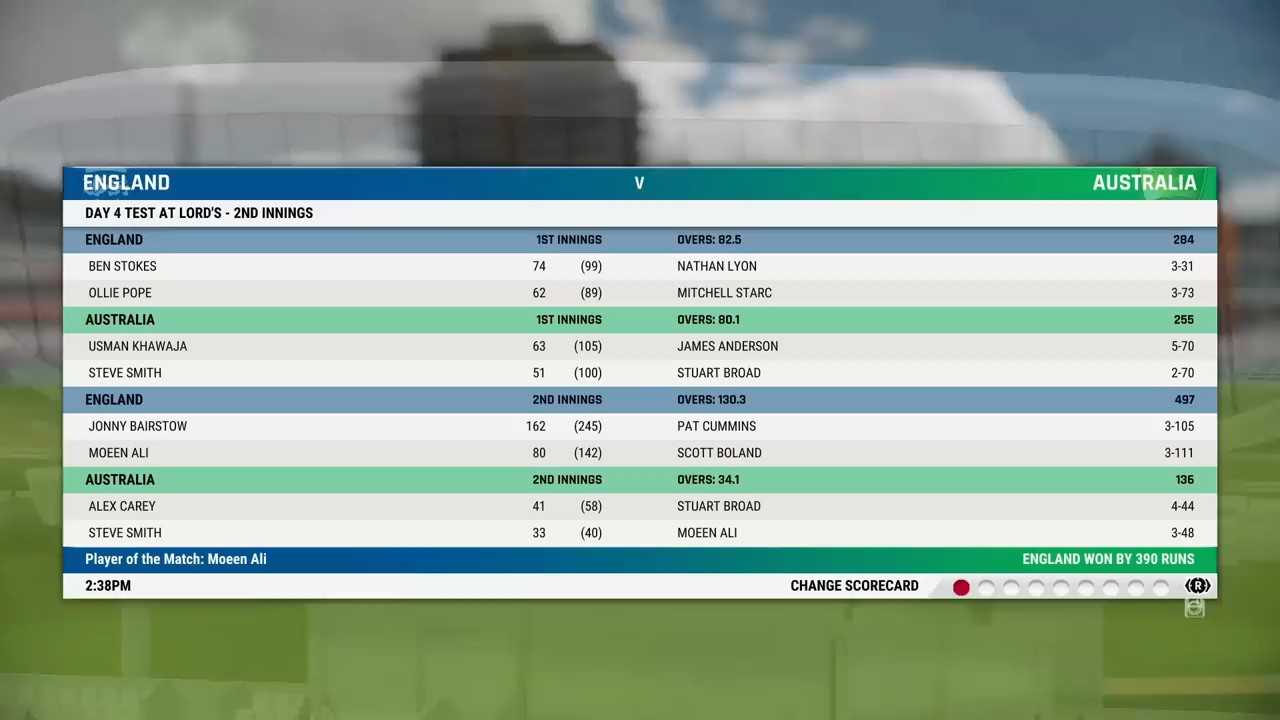 ENGLAND V AUSTRALIA
DAY 4 TEST AT LORD'S - 2ND INNINGS
ENGLAND 1ST INNINGS OVERS: 82.5 284
BEN STOKES 74 (99) NATHAN LYON 3-31
OLLIE POPE 62 (89) MITCHELL STARC 3-73
AUSTRALIA 1ST INNINGS OVERS: 80.1 255
USMAN KHAWAJA 63 (105) JAMES ANDERSON 5-70
STEVE SMITH 51 (100) STUART BROAD 2-70
ENGLAND 2ND INNINGS OVERS: 130.3 497
JONNY BAIRSTOW 162 (245) PAT CUMMINS 3-105
MOEEN ALI 80 (142) SCOTT BOLAND 3-111
AUSTRALIA 2ND INNINGS OVERS: 34.1 136
ALEX CAREY 41 (58) STUART BROAD 4-44
STEVE SMITH 33 (40) MOEEN ALI 3-48
Player of the Match: Moeen Ali ENGLAND WON BY 390 RUNS
2:38PM CHANGE SCORECARD R